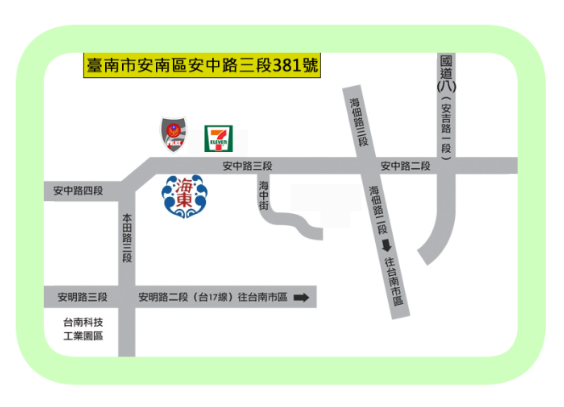 臺南市安南區安中路三段381號
國道(八)(安吉路一段)
海佃路三段
POLICE
7
ELEVEN
安中路三段
安中路二段
海東
安中路四段
海中街
海佃路二段
往台南市區
本田路三段
安明路三段
安明路二段(台17線)往台南市區
台南科技
工業園區